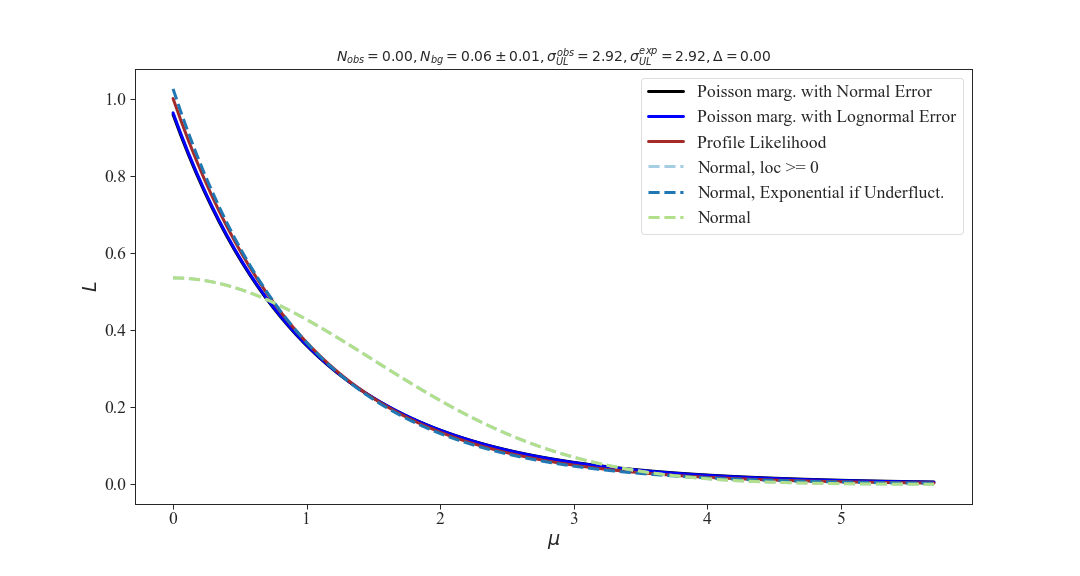 N_obs = 0.00, N_bg = 0.06 ± 0.01, σ_UL^obs = 2.92, σ_UL^exp = 2.92, Δ = 0.00
Poisson marg. with Normal Error
Poisson marg. with Lognormal Error
Profile Likelihood
Normal, loc >= 0
Normal, Exponential if Underfluct.
Normal
1.0
0.8
0.6
0.4
0.2
0.0
L
0 1 2 3 4 5
μ